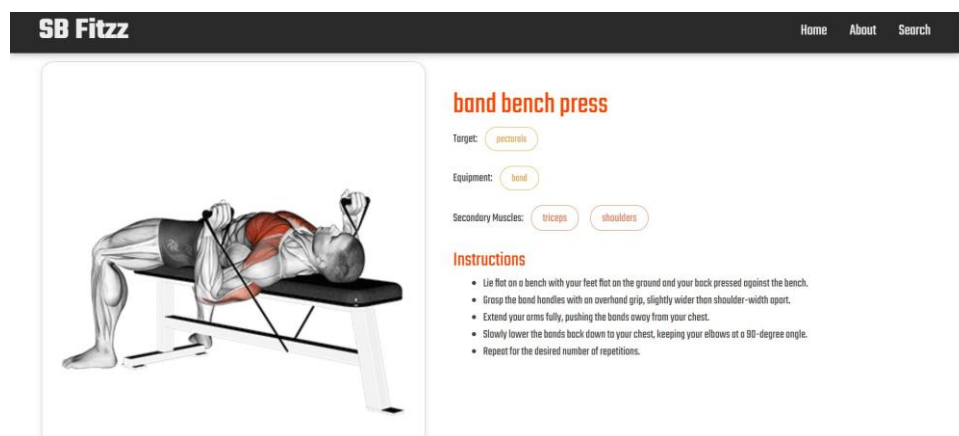 SB Fitzz
Home About Search
band bench press
Target: pectorals
Equipment: band
Secondary Muscles: triceps shoulders
Instructions
Lie flat on a bench with your feet flat on the ground and your back pressed against the bench.
Grasp the band handles with an overhand grip, slightly wider than shoulder-width apart.
Extend your arms fully, pushing the bands away from your chest.
Slowly lower the bands back down to your chest, keeping your elbows at a 90-degree angle.
Repeat for the desired number of repetitions.